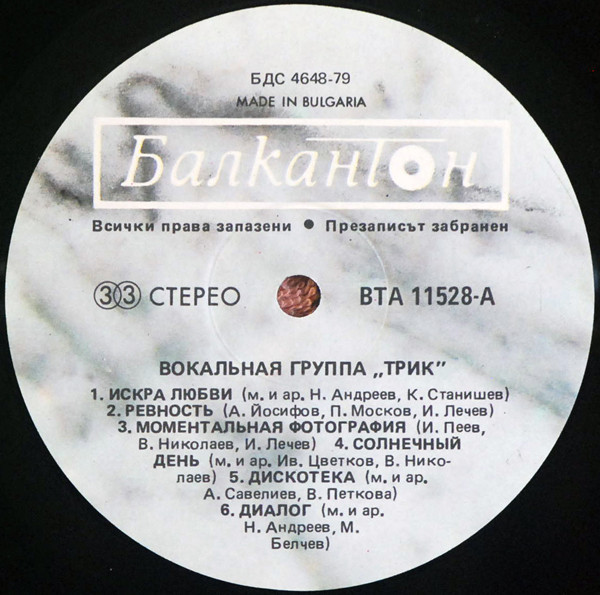 БДС 4648-79
MADE IN BULGARIA
Балкантон
Всички права запазени ● Презаписът забранен
33 СТЕРЕО ВТА 11528-А
ВОКАЛЬНАЯ ГРУППА „ТРИК”
1. ИСКРА ЛЮБВИ (м. и ар. Н. Андреев, К. Станишев)
2. РЕВНОСТЬ (А. Йосифов, П. Москов, И. Лечев)
3. МОМЕНТАЛЬНАЯ ФОТОГРАФИЯ (И. Пеев,
В. Николаев, И. Лечев) 4. СОЛНЕЧНЫЙ
ДЕНЬ (м. и ар. Ив. Цветков, В. Нико-
лаев) 5. ДИСКОТЕКА (м. и ар.
А. Савелиев, В. Петкова)
6. ДИАЛОГ (м. и ар.
Н. Андреев, М.
Белчев)